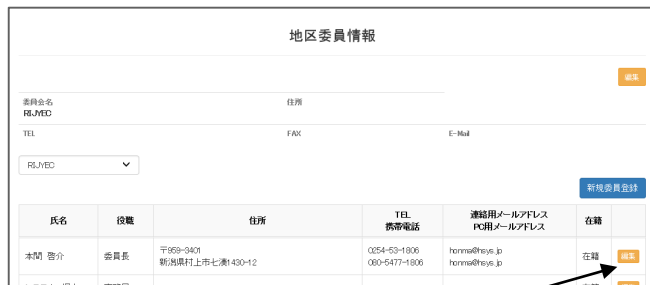 地区委員情報
編集
委員会名 住所
RIJYEC
TEL FAX E-Mail
RIJYEC
新規委員登録
氏名 役職 住所 TEL 携帯電話 連絡用メールアドレス PC用メールアドレス 在籍
本間 啓介 委員長 〒959-3401 0254-53-1806 honma@hsys.jp 在籍 編集
新潟県村上市七湊1430-12 080-5477-1806 honma@hsys.jp